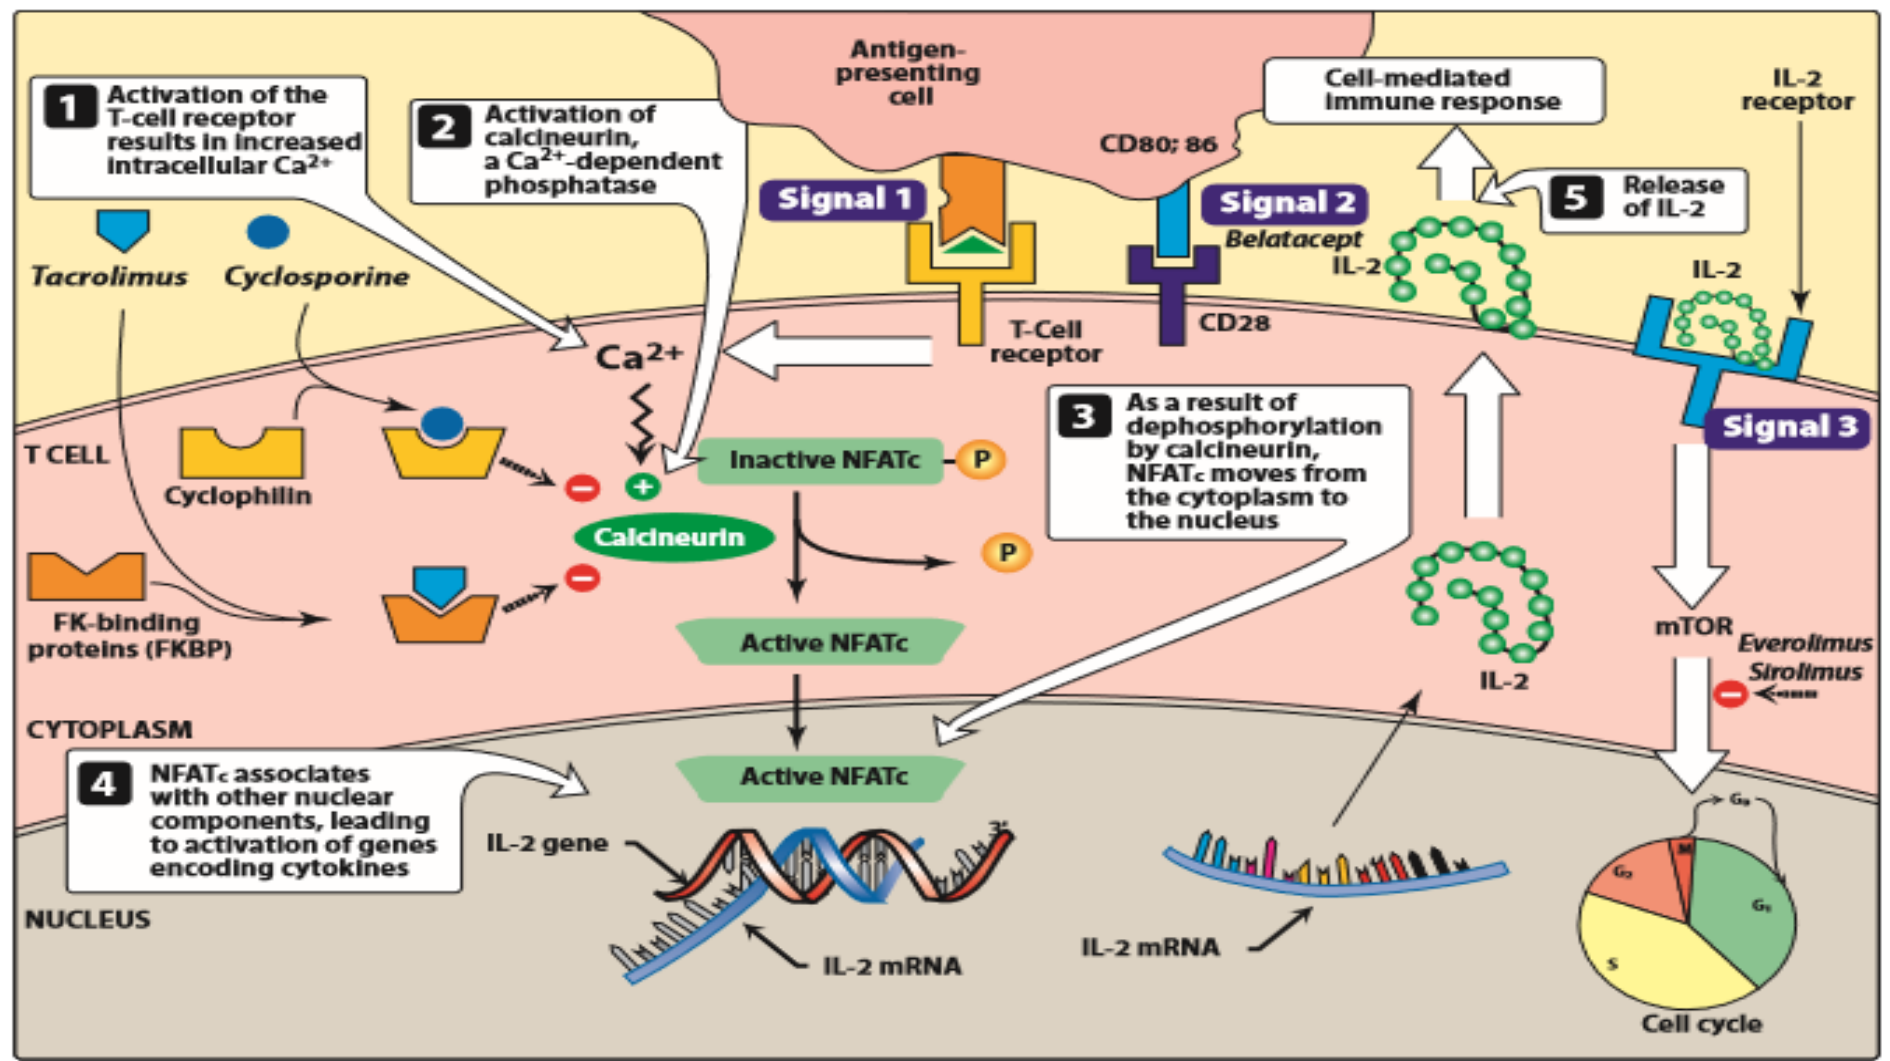 Antigen-
presenting
cell
1
Activation of the
T-cell receptor
results in increased
intracellular Ca²⁺
2
Activation of
calcineurin,
a Ca²⁺-dependent
phosphatase
CD80; 86
Cell-mediated
immune response
IL-2
receptor
Signal 1
Signal 2
Belatacept
5
Release
of IL-2
IL-2
IL-2
Tacrolimus
Cyclosporine
Ca²⁺
T-Cell
receptor
CD28
Signal 3
T CELL
Cyclophilin
−
+
Inactive NFATc
P
3
As a result of
dephosphorylation
by calcineurin,
NFATc moves from
the cytoplasm to
the nucleus
Calcineurin
P
−
FK-binding
proteins (FKBP)
Active NFATc
IL-2
mTOR
Everolimus
Sirolimus
−
CYTOPLASM
4
NFATc associates
with other nuclear
components, leading
to activation of genes
encoding cytokines
Active NFATc
IL-2 gene
3'
IL-2 mRNA
IL-2 mRNA
NUCLEUS
G₀
M
G₂
G₁
S
Cell cycle